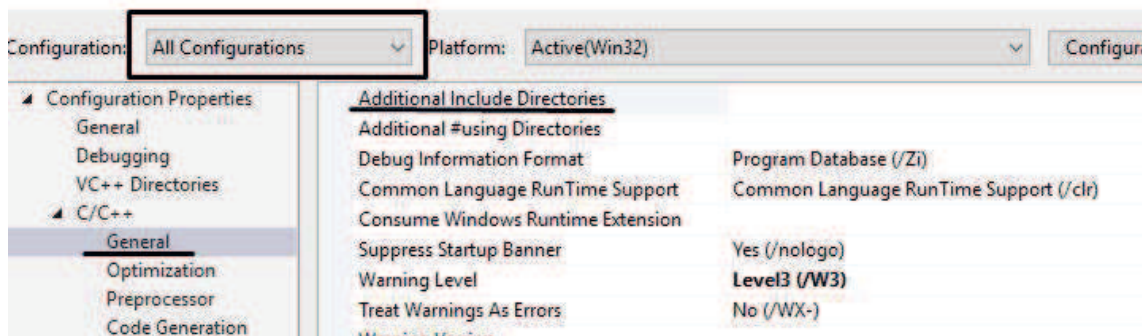 Configuration: All Configurations Platform: Active(Win32) Configur
Configuration Properties
General
Debugging
VC++ Directories
C/C++
General
Optimization
Preprocessor
Code Generation
Additional Include Directories
Additional #using Directories
Debug Information Format Program Database (/Zi)
Common Language RunTime Support Common Language RunTime Support (/clr)
Consume Windows Runtime Extension
Suppress Startup Banner Yes (/nologo)
Warning Level Level3 (/W3)
Treat Warnings As Errors No (/WX-)